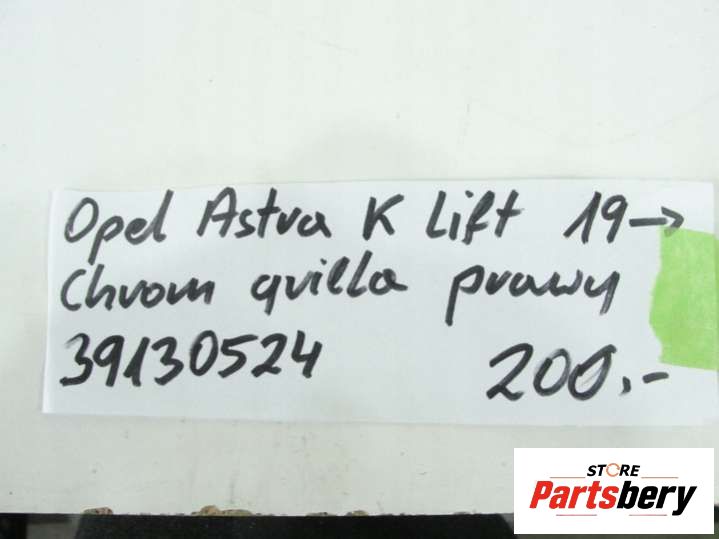 Opel Astra K Lift 19→
Chrom grilla prawy
39130524 200.-
STORE
Partsbery